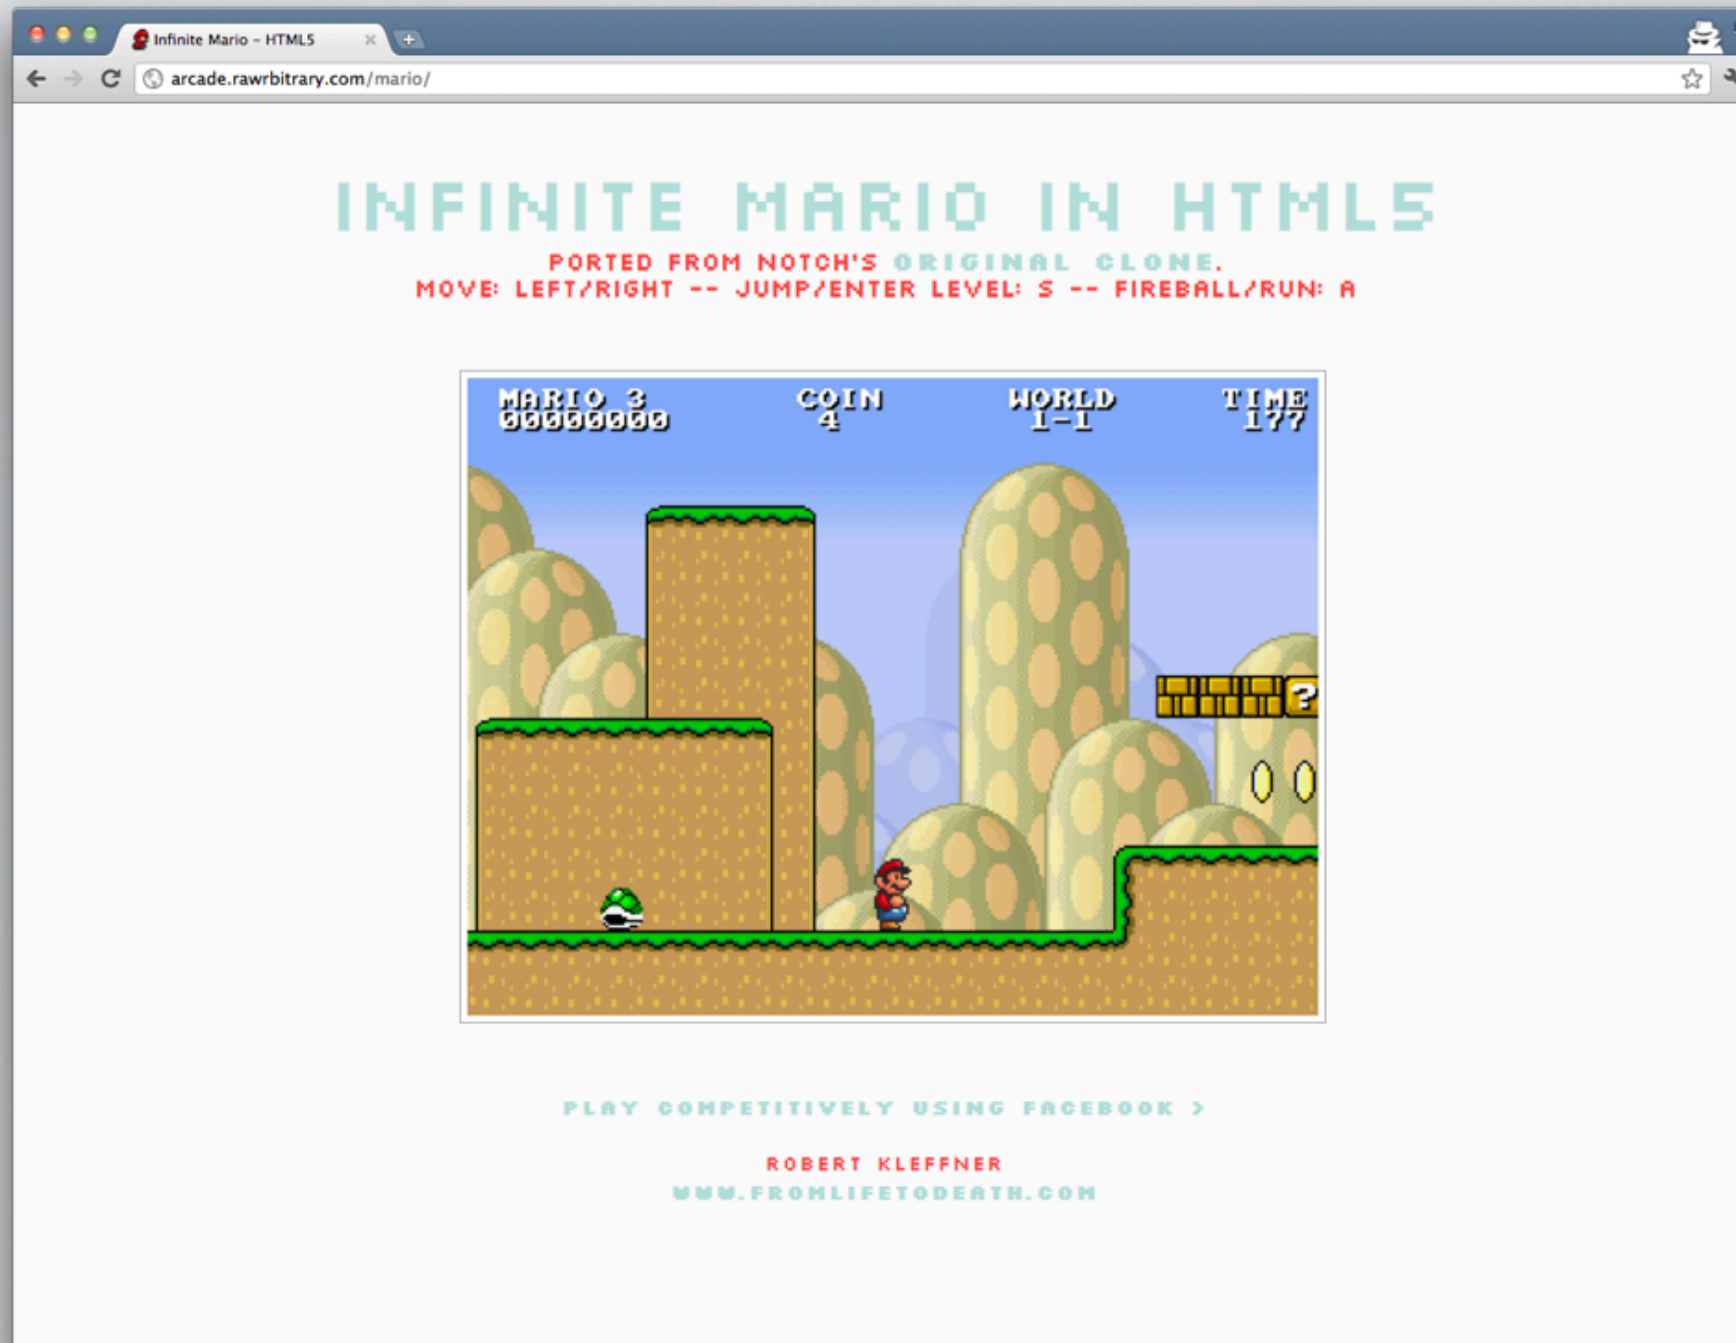 Infinite Mario – HTML5
arcade.rawrbitrary.com/mario/
INFINITE MARIO IN HTML5
PORTED FROM NOTCH'S ORIGINAL CLONE.
MOVE: LEFT/RIGHT -- JUMP/ENTER LEVEL: S -- FIREBALL/RUN: A
MARIO 3 COIN WORLD TIME
00000000 4 1-1 177
?
PLAY COMPETITIVELY USING FACEBOOK >
ROBERT KLEFFNER
WWW.FROMLIFETODEATH.COM